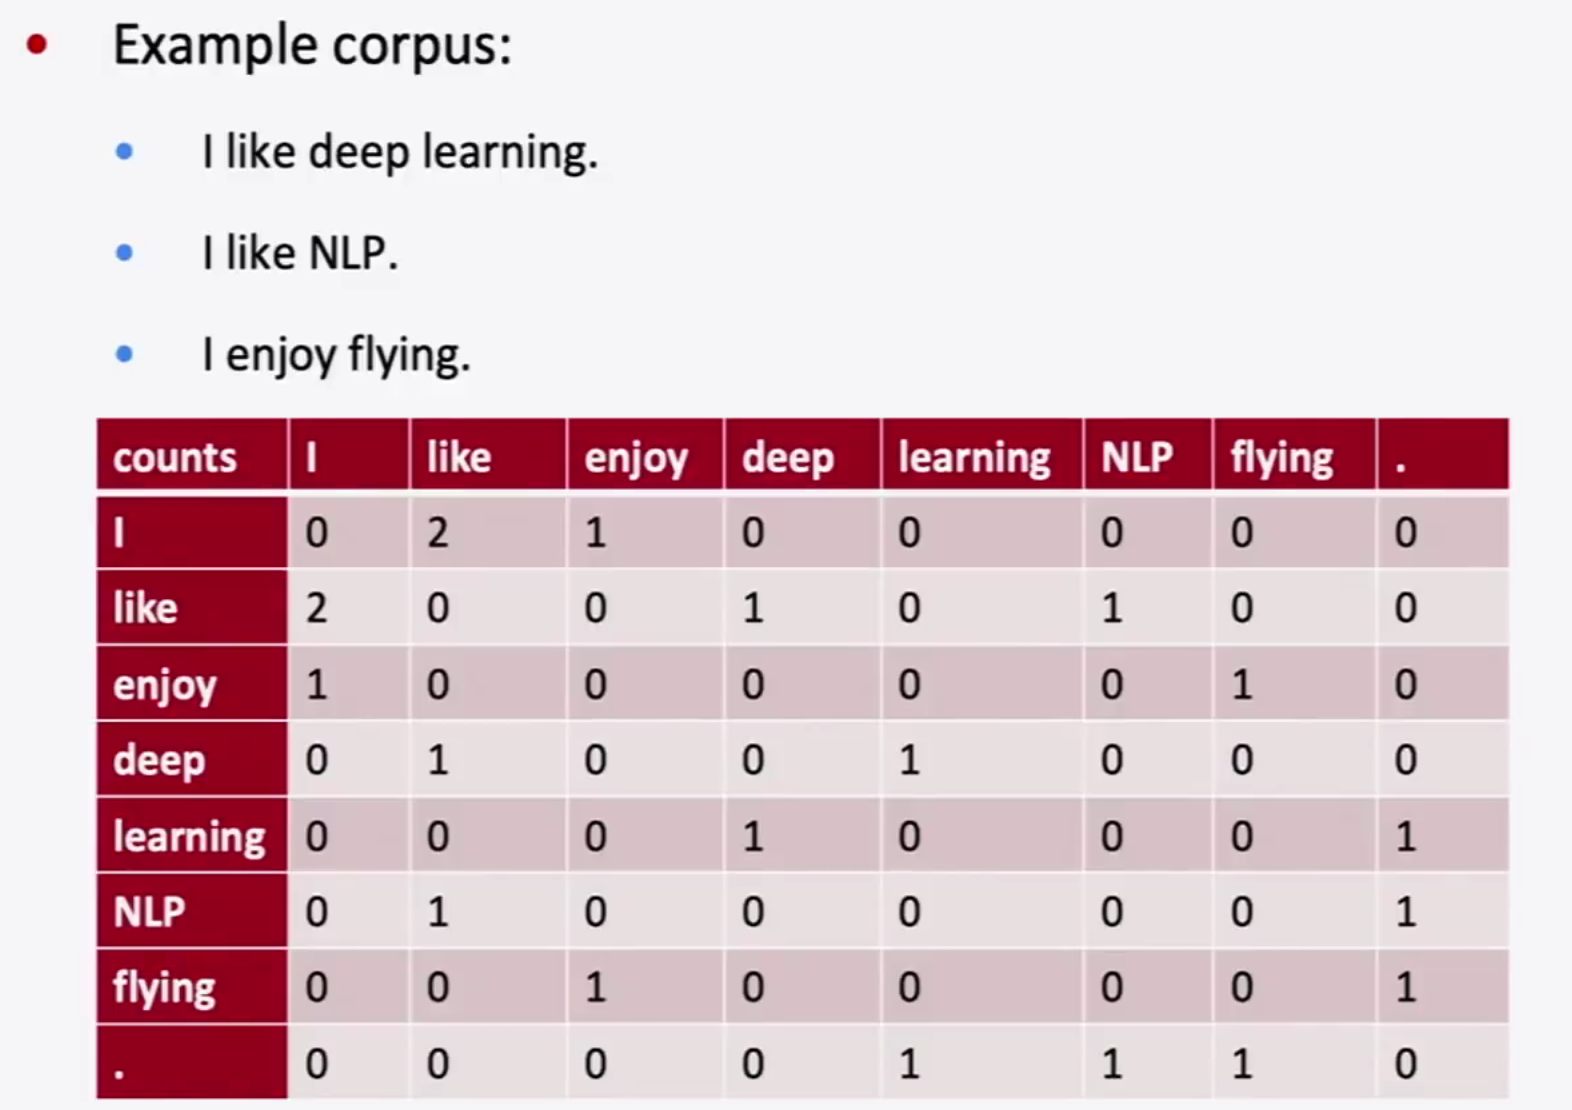 Example corpus:
I like deep learning.
I like NLP.
I enjoy flying.
counts I like enjoy deep learning NLP flying .
I 0 2 1 0 0 0 0 0
like 2 0 0 1 0 1 0 0
enjoy 1 0 0 0 0 0 1 0
deep 0 1 0 0 1 0 0 0
learning 0 0 0 1 0 0 0 1
NLP 0 1 0 0 0 0 0 1
flying 0 0 1 0 0 0 0 1
. 0 0 0 0 1 1 1 0